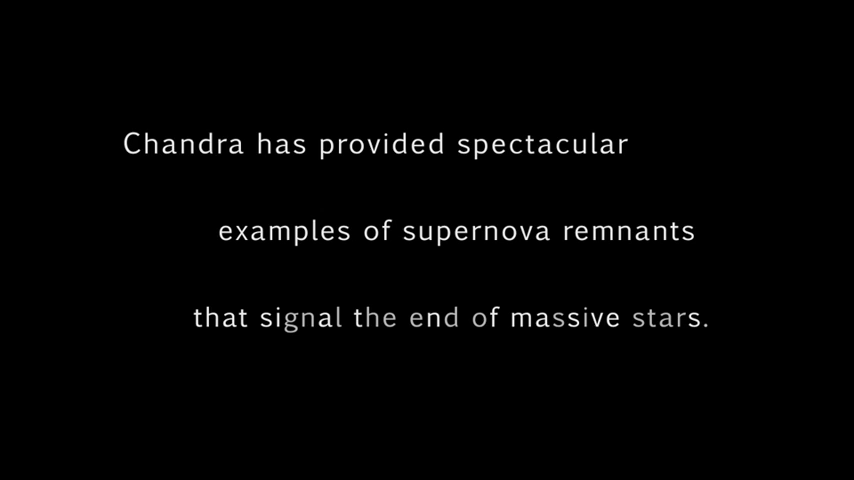 Chandra has provided spectacular
examples of supernova remnants
that signal the end of massive stars.